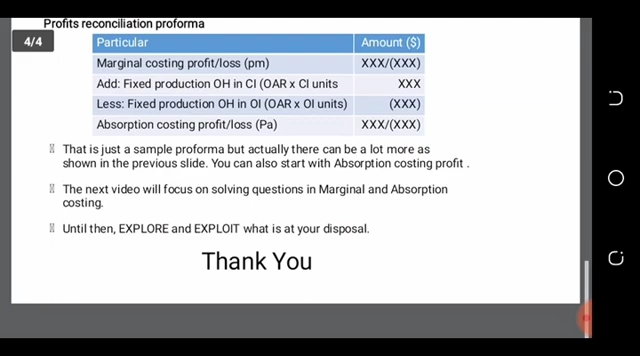 Profits reconciliation proforma
4/4
Particular Amount ($)
Marginal costing profit/loss (pm) XXX/(XXX)
Add: Fixed production OH in CI (OAR x CI units XXX
Less: Fixed production OH in OI (OAR x OI units) (XXX)
Absorption costing profit/loss (Pa) XXX/(XXX)
That is just a sample proforma but actually there can be a lot more as
shown in the previous slide. You can also start with Absorption costing profit .
The next video will focus on solving questions in Marginal and Absorption
costing.
Until then, EXPLORE and EXPLOIT what is at your disposal.
Thank You